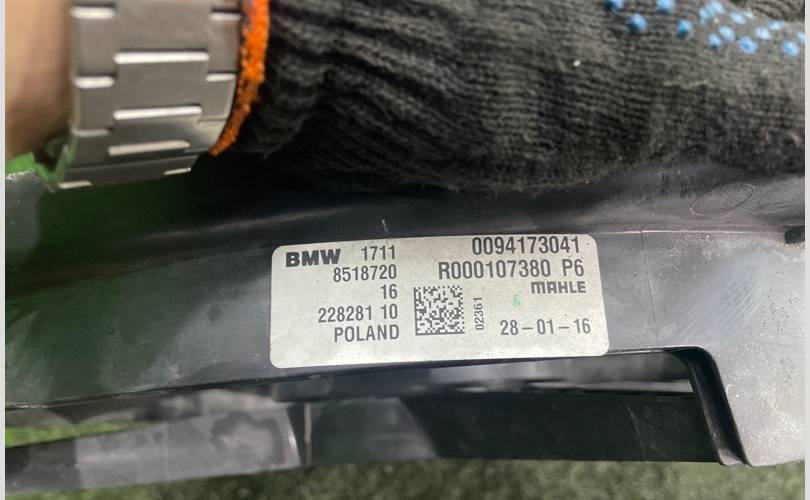 BMW 1711 0094173041
8518720 R000107380 P6
16 MAHLE
228281 10 02361
POLAND 28-01-16